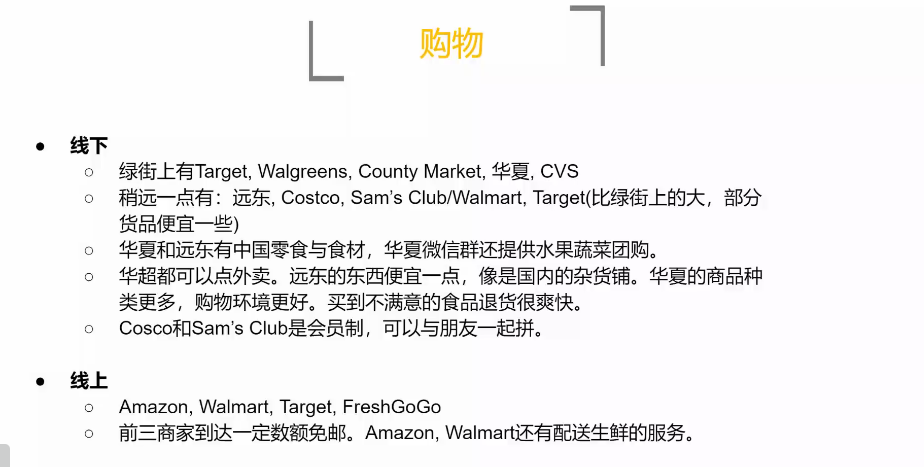 购物
● 线下
○ 绿街上有Target, Walgreens, County Market, 华夏, CVS
○ 稍远一点有：远东, Costco, Sam’s Club/Walmart, Target(比绿街上的大，部分
货品便宜一些)
○ 华夏和远东有中国零食与食材，华夏微信群还提供水果蔬菜团购。
○ 华超都可以点外卖。远东的东西便宜一点，像是国内的杂货铺。华夏的商品种
类更多，购物环境更好。买到不满意的食品退货很爽快。
○ Cosco和Sam’s Club是会员制，可以与朋友一起拼。
● 线上
○ Amazon, Walmart, Target, FreshGoGo
○ 前三商家到达一定数额免邮。Amazon, Walmart还有配送生鲜的服务。